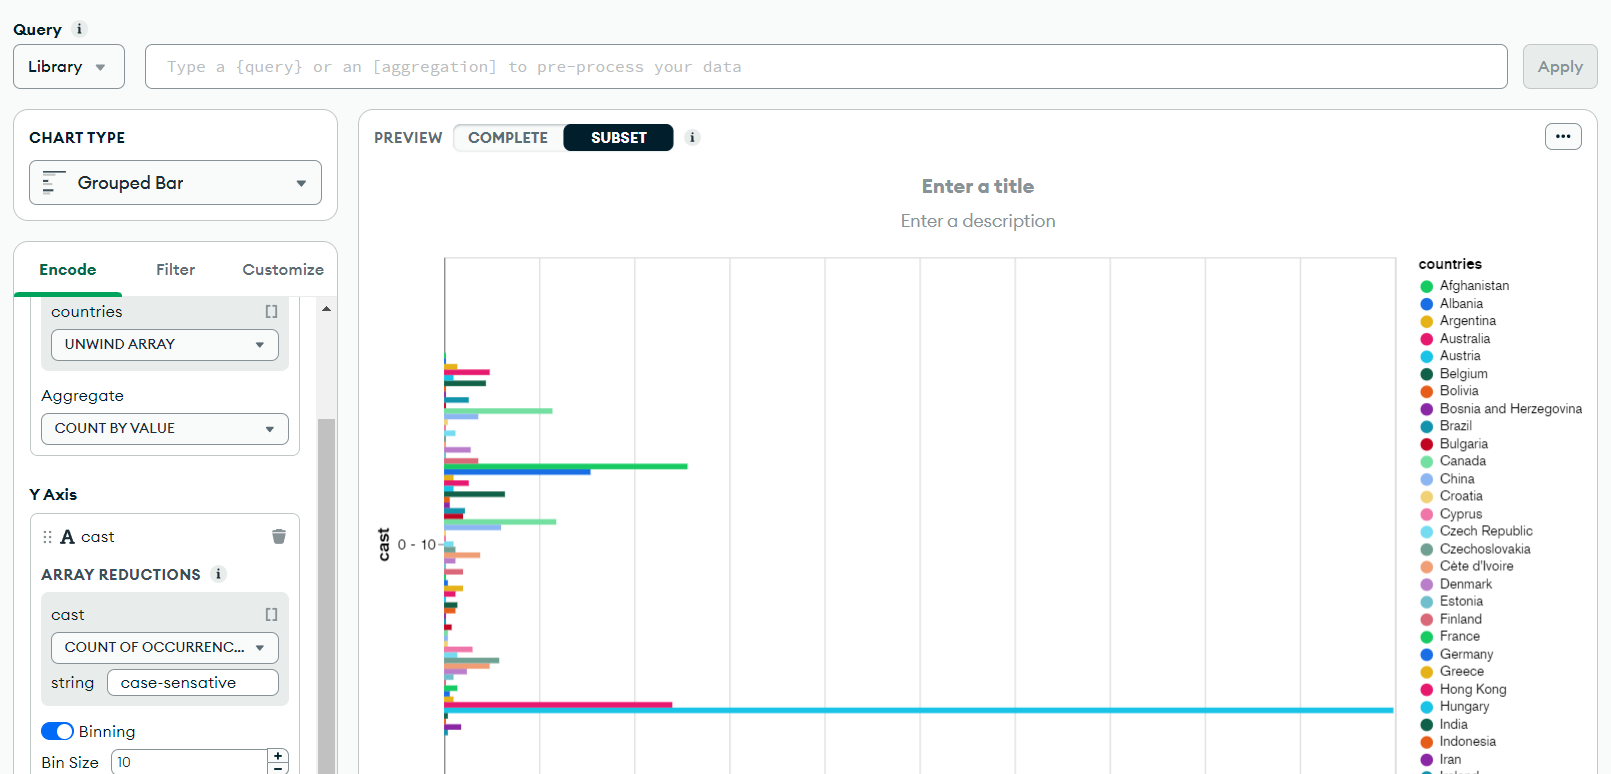 Query i
Library
Type a {query} or an [aggregation] to pre-process your data
Apply
CHART TYPE
Grouped Bar
Encode
Filter
Customize
countries []
UNWIND ARRAY
Aggregate
COUNT BY VALUE
Y Axis
A cast
ARRAY REDUCTIONS i
cast []
COUNT OF OCCURRENC...
string case-sensative
Binning
Bin Size 10 + −
PREVIEW COMPLETE SUBSET i
Enter a title
Enter a description
cast
0 - 10
countries
Afghanistan
Albania
Argentina
Australia
Austria
Belgium
Bolivia
Bosnia and Herzegovina
Brazil
Bulgaria
Canada
China
Croatia
Cyprus
Czech Republic
Czechoslovakia
Cète d'Ivoire
Denmark
Estonia
Finland
France
Germany
Greece
Hong Kong
Hungary
India
Indonesia
Iran